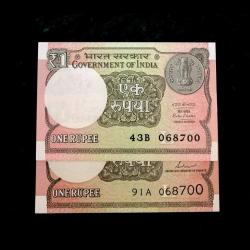 ₹1 भारत सरकार
GOVERNMENT OF INDIA
एक
रुपया
ONE RUPEE 43B 068700
ONE RUPEE 91A 068700